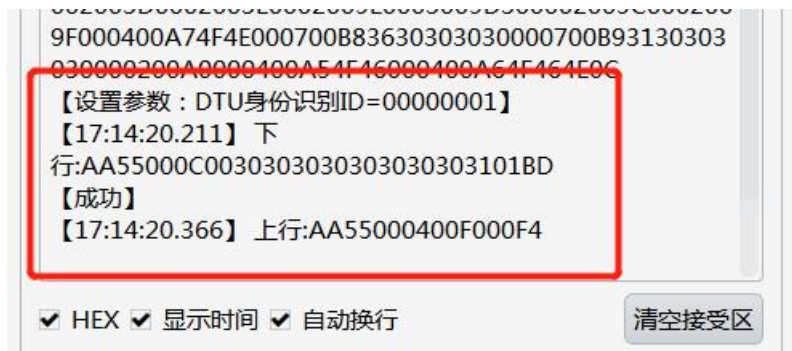 9F000400A74F4E000700B83630303030000700B93130303
030000200A0000400A54F46000400A64F464E0C
【设置参数：DTU身份识别ID=00000001】
【17:14:20.211】下
行:AA55000C0030303030303030303101BD
【成功】
【17:14:20.366】上行:AA55000400F000F4
HEX 显示时间 自动换行 清空接受区